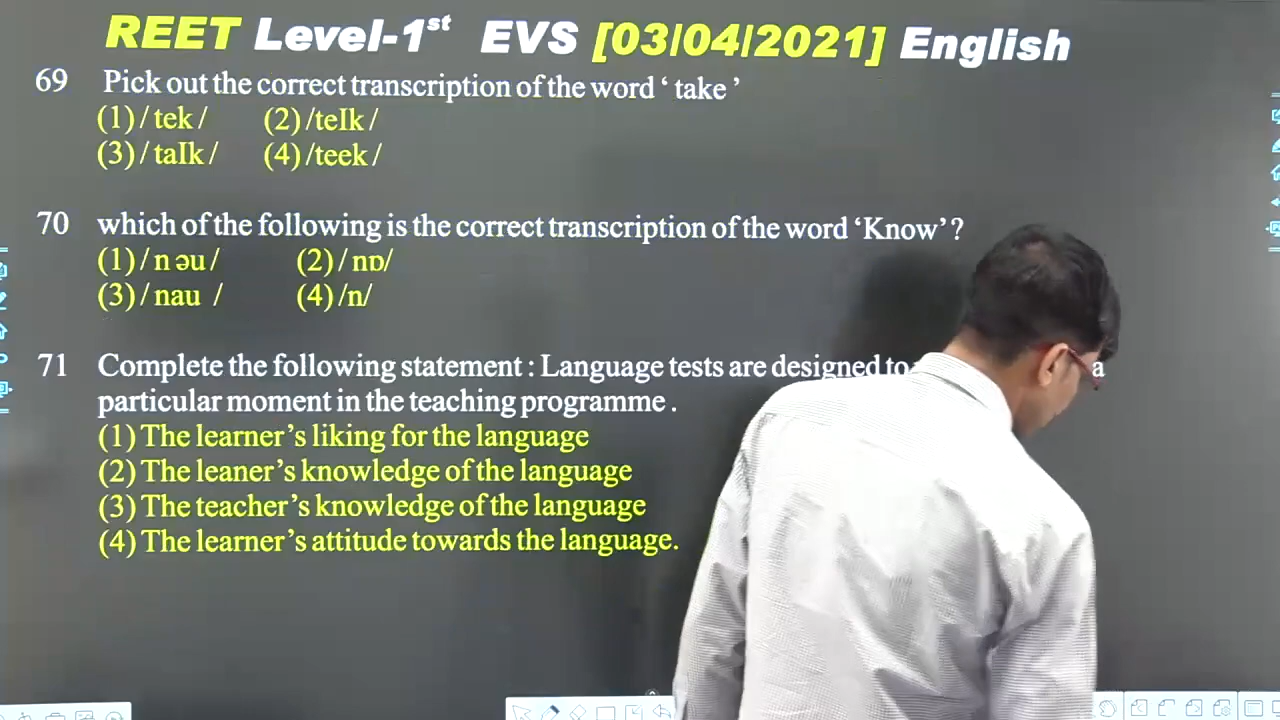 REET Level-1st EVS [03/04/2021] English
69 Pick out the correct transcription of the word ‘ take ’
(1) / tek / (2) /teIk /
(3) / taIk / (4) /teek /
70 which of the following is the correct transcription of the word ‘Know’ ?
(1) / n əu / (2) / nɒ/
(3) / nau / (4) /n/
71 Complete the following statement : Language tests are designed to a
particular moment in the teaching programme .
(1) The learner’s liking for the language
(2) The leaner’s knowledge of the language
(3) The teacher’s knowledge of the language
(4) The learner’s attitude towards the language.